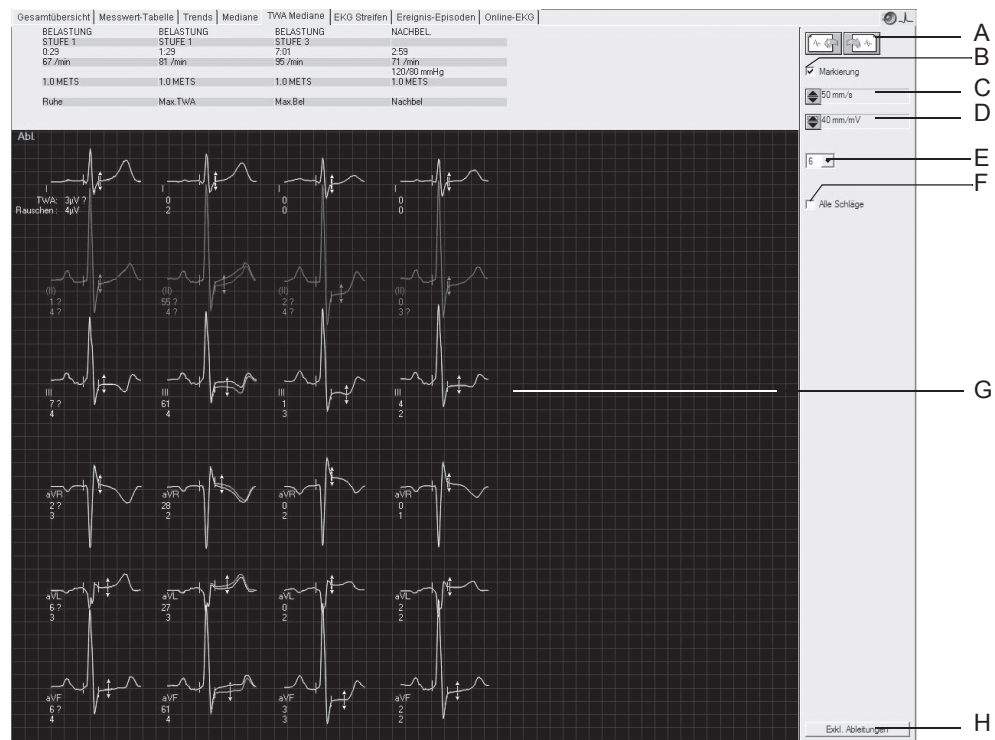 Gesamtübersicht Messwert-Tabelle Trends Mediane TWA Mediane EKG Streifen Ereignis-Episoden Online-EKG
BELASTUNG BELASTUNG BELASTUNG NACHBEL.
STUFE 1 STUFE 1 STUFE 3
0:29 1:29 7:01 2:59
67 /min 81 /min 95 /min 71 /min
120/80 mmHg
1.0 METS 1.0 METS 1.0 METS 1.0 METS
Ruhe Max.TWA Max.Bel Nachbel
A
B
Markierung
50 mm/s
C
40 mm/mV
D
6
E
F
Alle Schläge
Abl.
I I I I
TWA: 3µV ? 0 0 0
Rauschen : 4µV 2 0 0
(II) (II) (II) (II)
1 ? 55 ? 2 ? 0
4 ? 4 ? 4 ? 3 ?
III III III III
7 ? 61 1 4
4 4 3 2
G
aVR aVR aVR aVR
2 ? 28 0 0
3 2 2 1
aVL aVL aVL aVL
6 ? 27 0 2
3 3 2 2
aVF aVF aVF aVF
6 ? 61 3 2
4 4 3 2
Exkl. Ableitungen
H